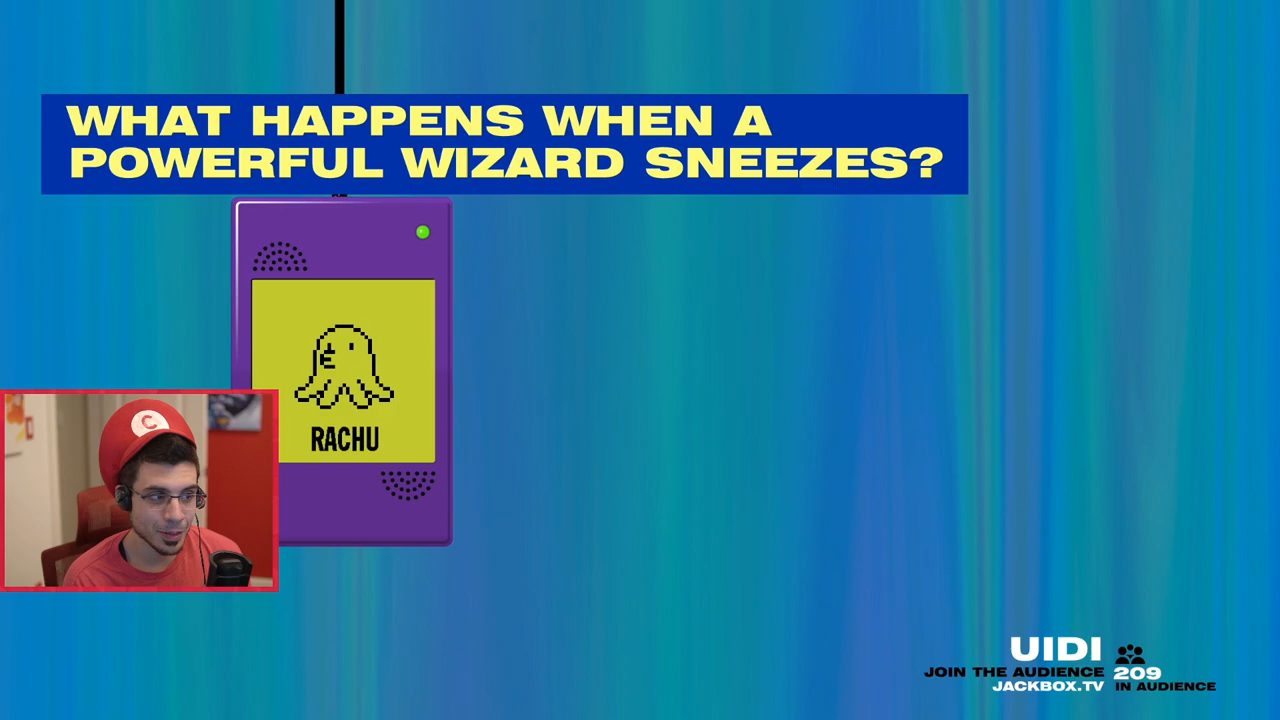 WHAT HAPPENS WHEN A
POWERFUL WIZARD SNEEZES?
RACHU
C
UIDI
JOIN THE AUDIENCE 209
JACKBOX.TV IN AUDIENCE